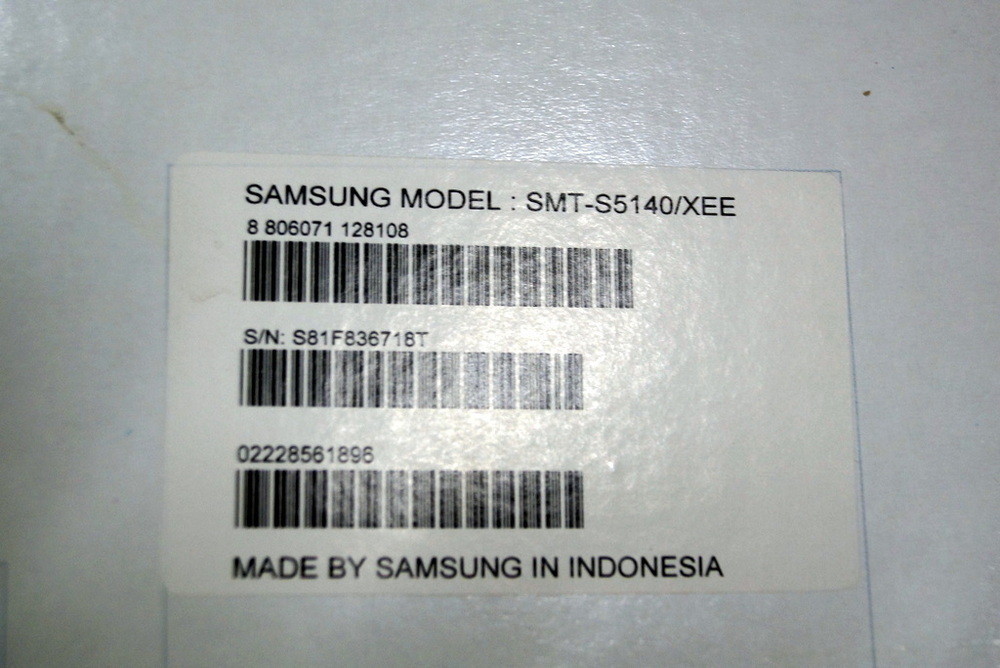 SAMSUNG MODEL : SMT-S5140/XEE
8 806071 128108
S/N: S81F836718T
02228561896
MADE BY SAMSUNG IN INDONESIA